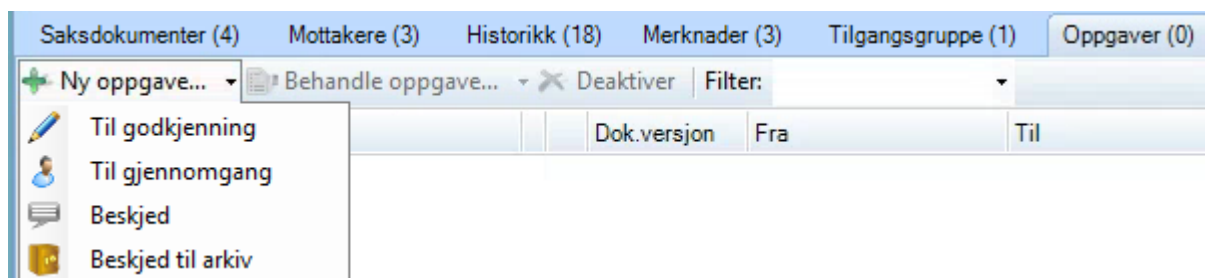 Saksdokumenter (4) Mottakere (3) Historikk (18) Merknader (3) Tilgangsgruppe (1) Oppgaver (0)
Ny oppgave... Behandle oppgave... Deaktiver Filter:
Til godkjenning Dok.versjon Fra Til
Til gjennomgang
Beskjed
Beskjed til arkiv